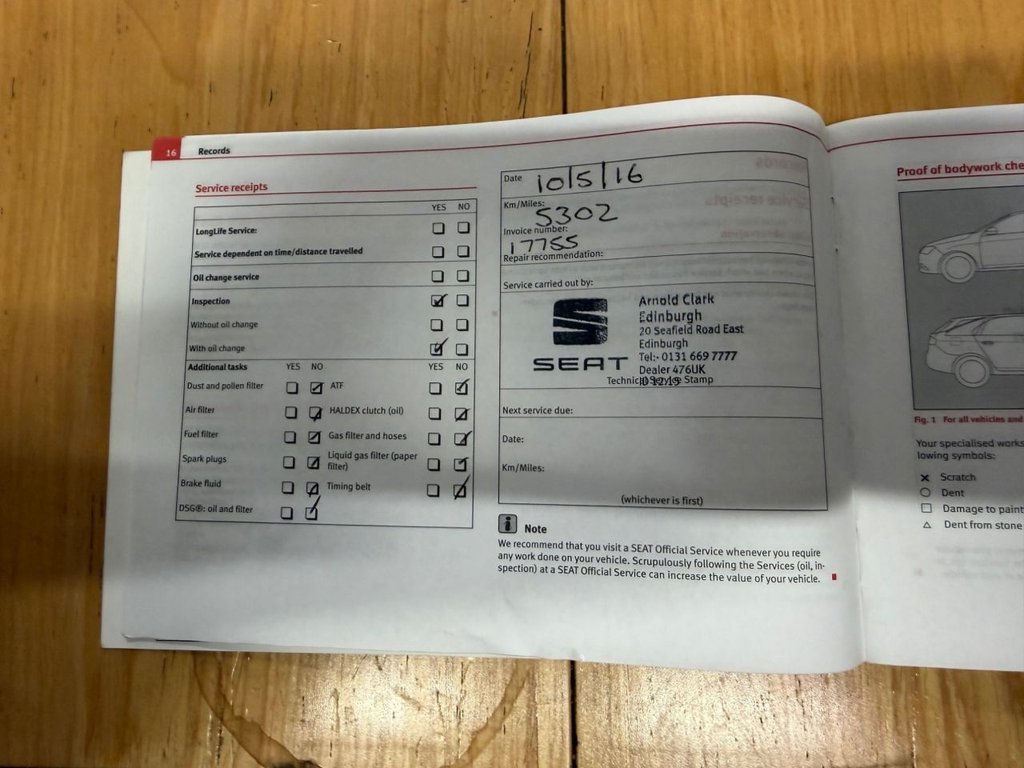 16 Records
Service receipts
YES NO
LongLife Service:
Service dependent on time/distance travelled
Oil change service
Inspection
Without oil change
With oil change
Additional tasks YES NO YES NO
Dust and pollen filter ATF
Air filter HALDEX clutch (oil)
Fuel filter Gas filter and hoses
Spark plugs Liquid gas filter (paper
filter)
Brake fluid Timing belt
DSG®: oil and filter
Date 10/5/16
Km/Miles: 5302
Invoice number:
17755
Repair recommendation:
Service carried out by:
SEAT
Arnold Clark
Edinburgh
20 Seafield Road East
Edinburgh
Tel:- 0131 669 7777
Dealer 476UK
Technical Service Stamp
Next service due:
Date:
Km/Miles:
(whichever is first)
i Note
We recommend that you visit a SEAT Official Service whenever you require
any work done on your vehicle. Scrupulously following the Services (oil, in-
spection) at a SEAT Official Service can increase the value of your vehicle.
Proof of bodywork che
Fig. 1 For all vehicles and
Your specialised works
lowing symbols:
Scratch
Dent
Damage to paint
Dent from stone